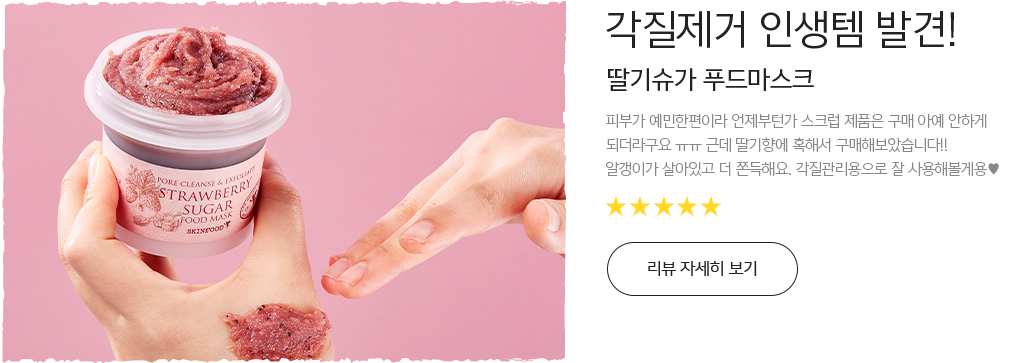 각질제거 인생템 발견!
딸기슈가 푸드마스크
피부가 예민한편이라 언제부턴가 스크럽 제품은 구매 아예 안하게
되더라구요 ㅠㅠ 근데 딸기향에 혹해서 구매해보았습니다!!
알갱이가 살아있고 더 쫀득해요. 각질관리용으로 잘 사용해볼게용♥
★★★★★
리뷰 자세히 보기
PORE CLEANSE & EXFOLIATE
STRAWBERRY
SUGAR
FOOD MASK
SKINFOOD